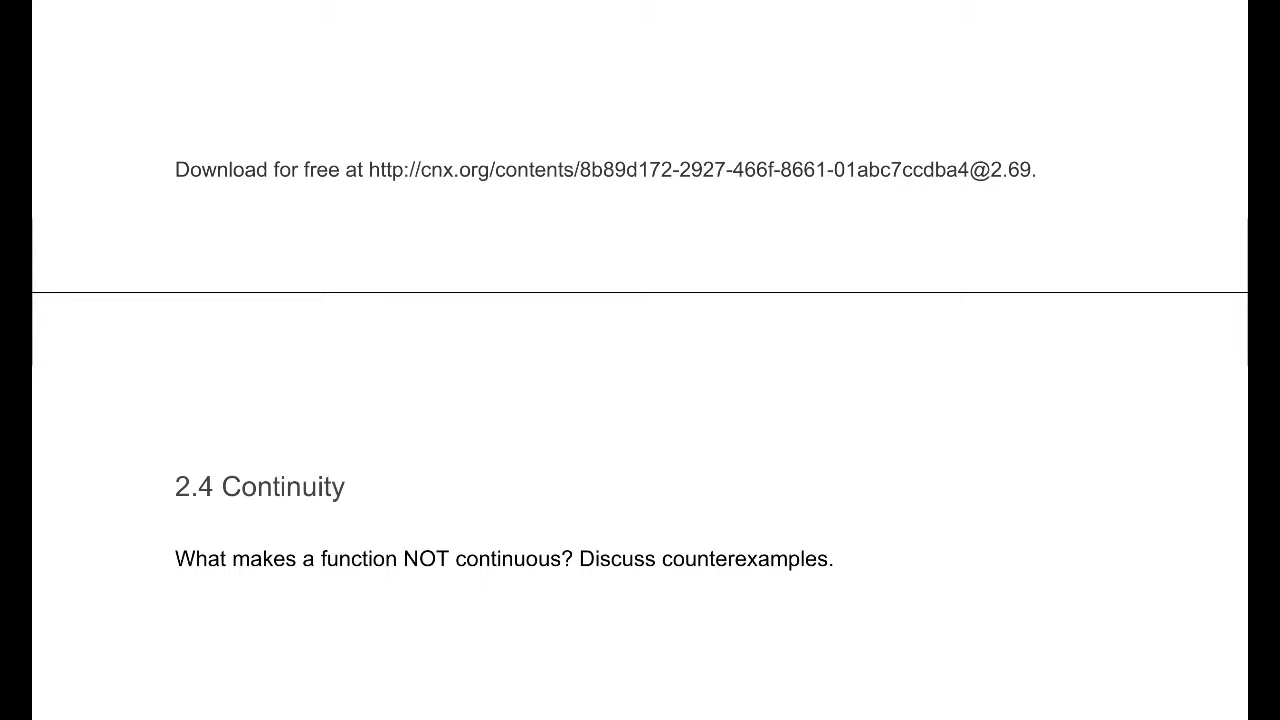 Download for free at http://cnx.org/contents/8b89d172-2927-466f-8661-01abc7ccdba4@2.69.
2.4 Continuity
What makes a function NOT continuous? Discuss counterexamples.